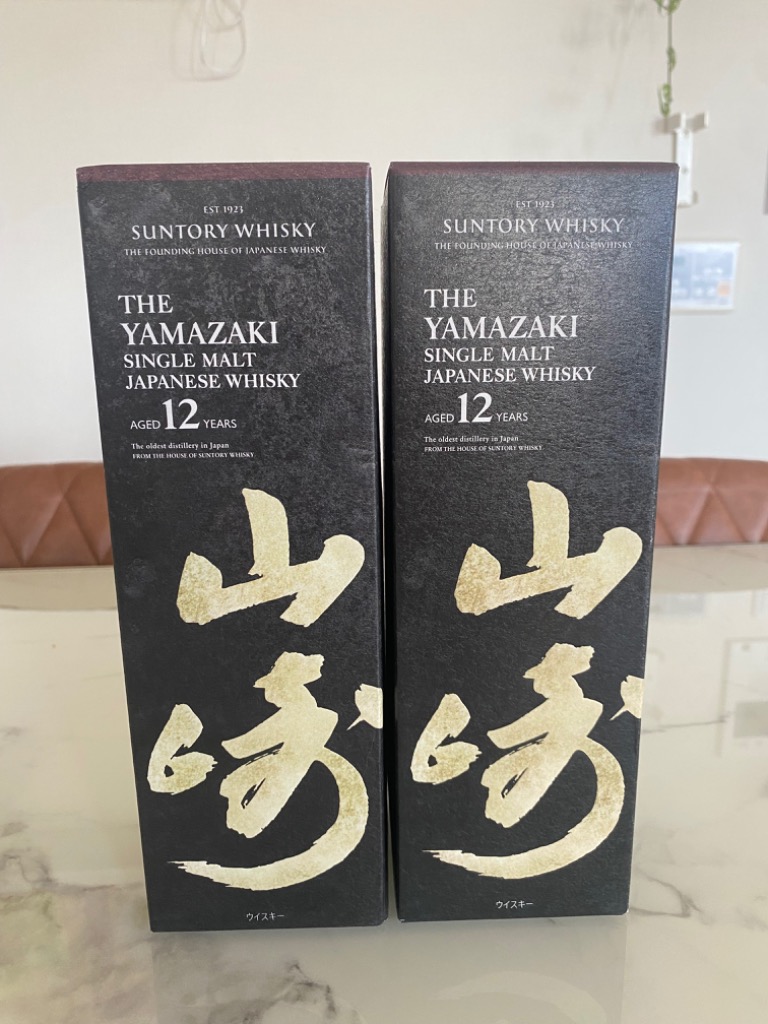 EST 1923
SUNTORY WHISKY
THE FOUNDING HOUSE OF JAPANESE WHISKY
THE
YAMAZAKI
SINGLE MALT
JAPANESE WHISKY
AGED 12 YEARS
The oldest distillery in Japan
FROM THE HOUSE OF SUNTORY WHISKY
山
崎
ウイスキー
EST 1923
SUNTORY WHISKY
THE FOUNDING HOUSE OF JAPANESE WHISKY
THE
YAMAZAKI
SINGLE MALT
JAPANESE WHISKY
AGED 12 YEARS
The oldest distillery in Japan
FROM THE HOUSE OF SUNTORY WHISKY
山
崎
ウイスキー